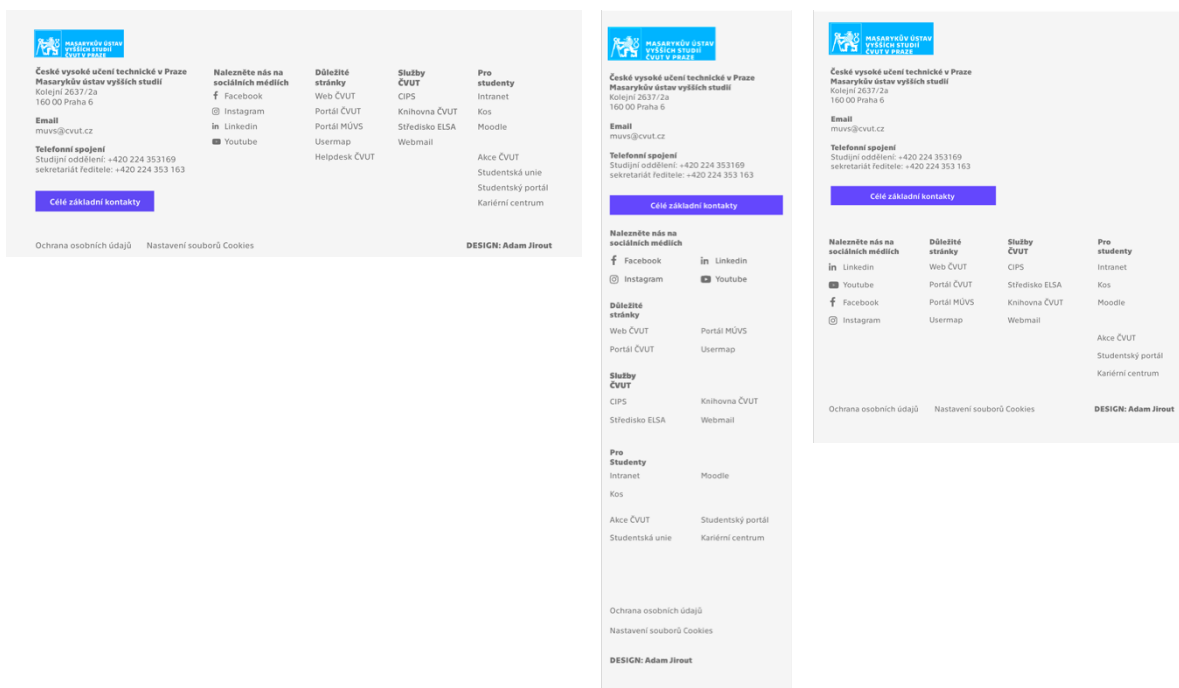 MASARYKŮV ÚSTAV
VYŠŠÍCH STUDIÍ
ČVUT V PRAZE
České vysoké učení technické v Praze
Masarykův ústav vyšších studií
Kolejní 2637/2a
160 00 Praha 6
Email
muvs@cvut.cz
Telefonní spojení
Studijní oddělení: +420 224 353169
sekretariát ředitele: +420 224 353 163
Célé základní kontakty
Nalezněte nás na
sociálních médiích
Facebook
Instagram
Linkedin
Youtube
Důležité
stránky
Web ČVUT
Portál ČVUT
Portál MÚVS
Usermap
Helpdesk ČVUT
Služby
ČVUT
CIPS
Knihovna ČVUT
Středisko ELSA
Webmail
Pro
studenty
Intranet
Kos
Moodle
Akce ČVUT
Studentská unie
Studentský portál
Kariérní centrum
Ochrana osobních údajů
Nastavení souborů Cookies
DESIGN: Adam Jirout
MASARYKŮV ÚSTAV
VYŠŠÍCH STUDIÍ
ČVUT V PRAZE
České vysoké učení technické v Praze
Masarykův ústav vyšších studií
Kolejní 2637/2a
160 00 Praha 6
Email
muvs@cvut.cz
Telefonní spojení
Studijní oddělení: +420 224 353169
sekretariát ředitele: +420 224 353 163
Célé základní kontakty
Nalezněte nás na
sociálních médiích
Facebook
Linkedin
Instagram
Youtube
Důležité
stránky
Web ČVUT
Portál MÚVS
Portál ČVUT
Usermap
Služby
ČVUT
CIPS
Knihovna ČVUT
Středisko ELSA
Webmail
Pro
Studenty
Intranet
Moodle
Kos
Akce ČVUT
Studentský portál
Studentská unie
Kariérní centrum
Ochrana osobních údajů
Nastavení souborů Cookies
DESIGN: Adam Jirout
MASARYKŮV ÚSTAV
VYŠŠÍCH STUDIÍ
ČVUT V PRAZE
České vysoké učení technické v Praze
Masarykův ústav vyšších studií
Kolejní 2637/2a
160 00 Praha 6
Email
muvs@cvut.cz
Telefonní spojení
Studijní oddělení: +420 224 353169
sekretariát ředitele: +420 224 353 163
Célé základní kontakty
Nalezněte nás na
sociálních médiích
Linkedin
Youtube
Facebook
Instagram
Důležité
stránky
Web ČVUT
Portál ČVUT
Portál MÚVS
Usermap
Služby
ČVUT
CIPS
Středisko ELSA
Knihovna ČVUT
Webmail
Pro
studenty
Intranet
Kos
Moodle
Akce ČVUT
Studentský portál
Kariérní centrum
Ochrana osobních údajů
Nastavení souborů Cookies
DESIGN: Adam Jirout